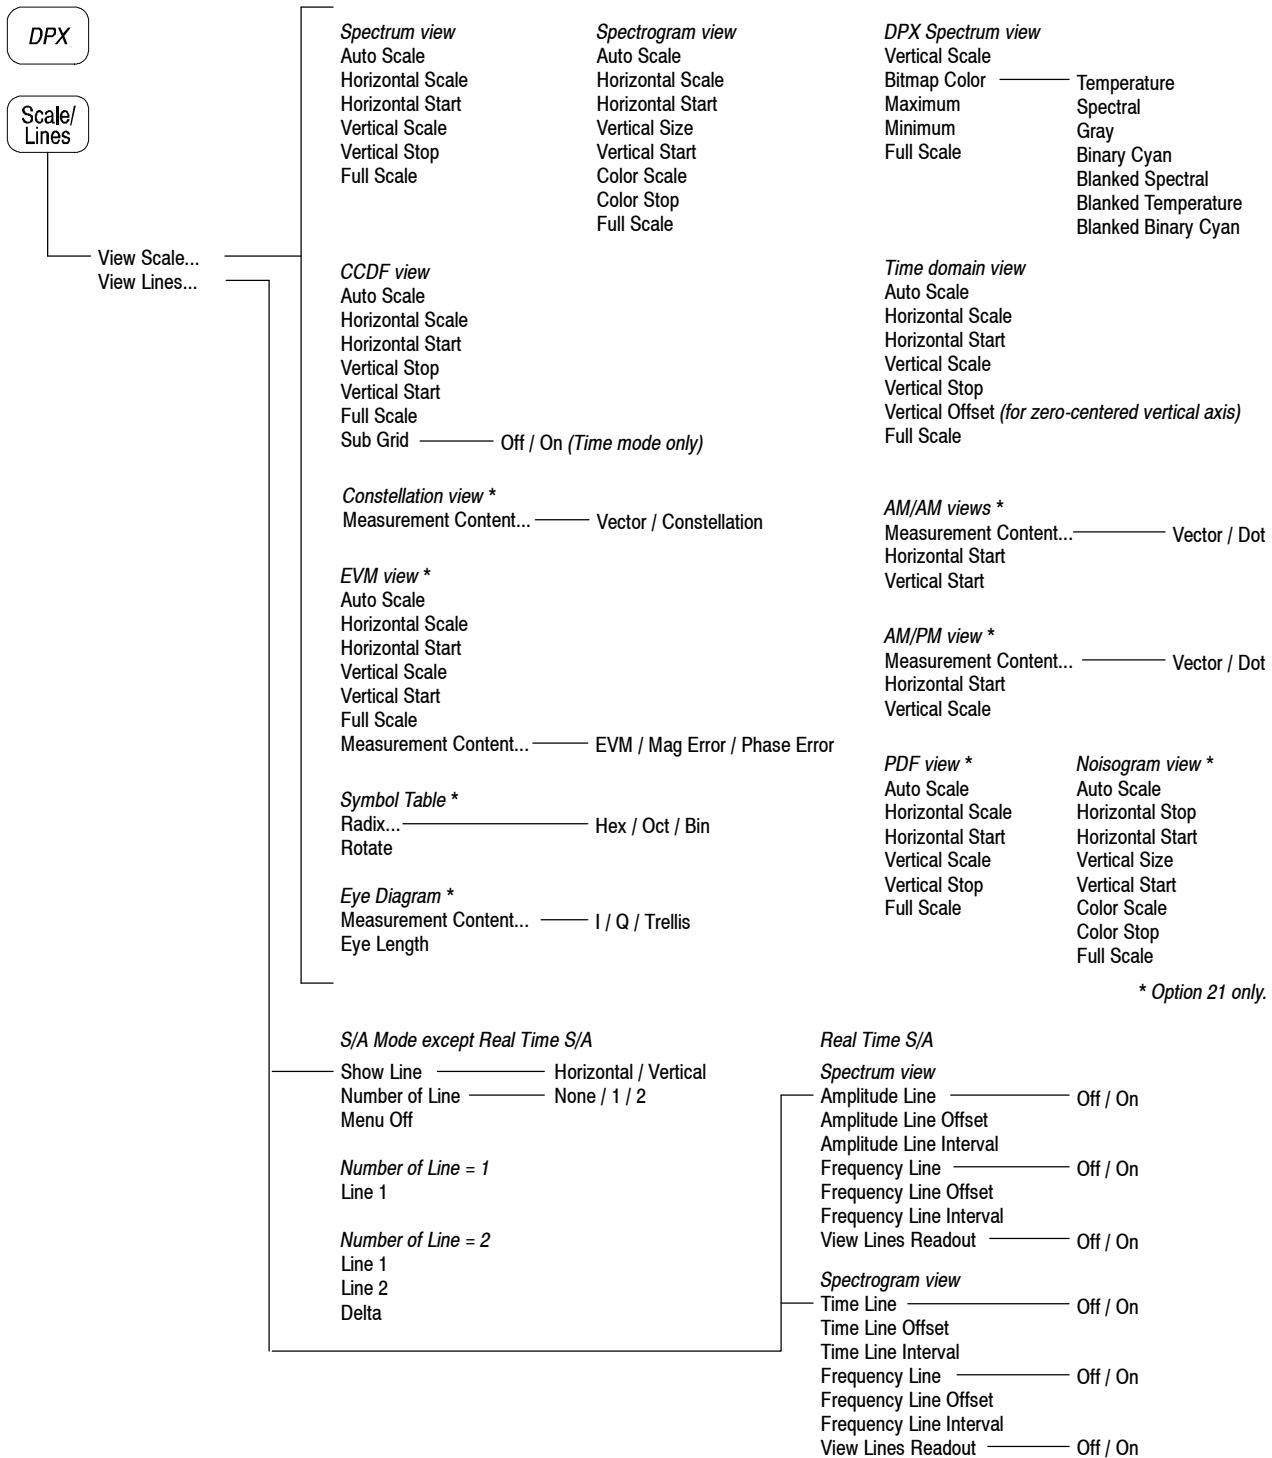 DPX
Scale/
Lines
View Scale...
View Lines...
Spectrum view
Auto Scale
Horizontal Scale
Horizontal Start
Vertical Scale
Vertical Stop
Full Scale
Spectrogram view
Auto Scale
Horizontal Scale
Horizontal Start
Vertical Size
Vertical Start
Color Scale
Color Stop
Full Scale
DPX Spectrum view
Vertical Scale
Bitmap Color
Maximum
Minimum
Full Scale
Temperature
Spectral
Gray
Binary Cyan
Blanked Spectral
Blanked Temperature
Blanked Binary Cyan
CCDF view
Auto Scale
Horizontal Scale
Horizontal Start
Vertical Stop
Vertical Start
Full Scale
Sub Grid Off / On (Time mode only)
Time domain view
Auto Scale
Horizontal Scale
Horizontal Start
Vertical Scale
Vertical Stop
Vertical Offset (for zero-centered vertical axis)
Full Scale
Constellation view *
Measurement Content... Vector / Constellation
AM/AM views *
Measurement Content... Vector / Dot
Horizontal Start
Vertical Start
EVM view *
Auto Scale
Horizontal Scale
Horizontal Start
Vertical Scale
Vertical Start
Full Scale
Measurement Content... EVM / Mag Error / Phase Error
AM/PM view *
Measurement Content... Vector / Dot
Horizontal Start
Vertical Scale
Symbol Table *
Radix... Hex / Oct / Bin
Rotate
PDF view *
Auto Scale
Horizontal Scale
Horizontal Start
Vertical Scale
Vertical Stop
Full Scale
Noisogram view *
Auto Scale
Horizontal Stop
Horizontal Start
Vertical Size
Vertical Start
Color Scale
Color Stop
Full Scale
Eye Diagram *
Measurement Content... I / Q / Trellis
Eye Length
* Option 21 only.
S/A Mode except Real Time S/A
Show Line Horizontal / Vertical
Number of Line None / 1 / 2
Menu Off
Number of Line = 1
Line 1
Number of Line = 2
Line 1
Line 2
Delta
Real Time S/A
Spectrum view
Amplitude Line Off / On
Amplitude Line Offset
Amplitude Line Interval
Frequency Line Off / On
Frequency Line Offset
Frequency Line Interval
View Lines Readout Off / On
Spectrogram view
Time Line Off / On
Time Line Offset
Time Line Interval
Frequency Line Off / On
Frequency Line Offset
Frequency Line Interval
View Lines Readout Off / On